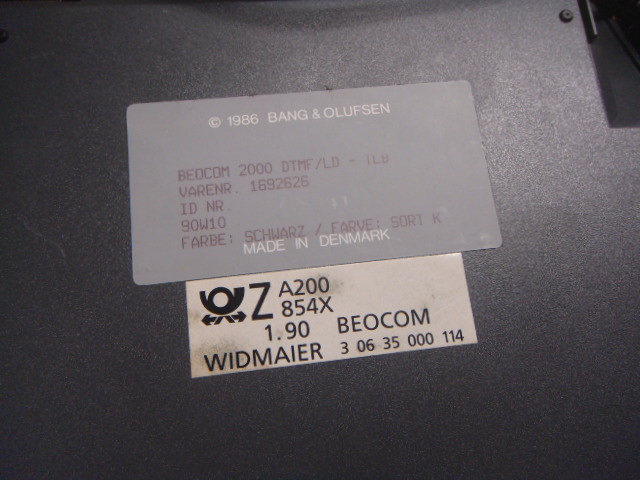 © 1986 BANG & OLUFSEN
BEOCOM 2000 DTMF/LD - TLB
VARENR. 1692626
ID NR.
90W10
FARBE: SCHWARZ / FARVE: SORT K
MADE IN DENMARK
Z A200
854X
1.90 BEOCOM
WIDMAIER 3 06 35 000 114